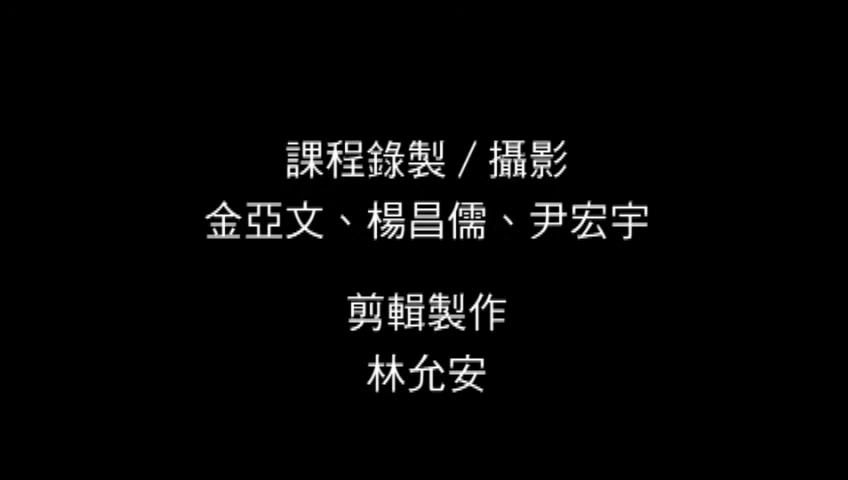 課程錄製 / 攝影
金亞文、楊昌儒、尹宏宇
剪輯製作
林允安